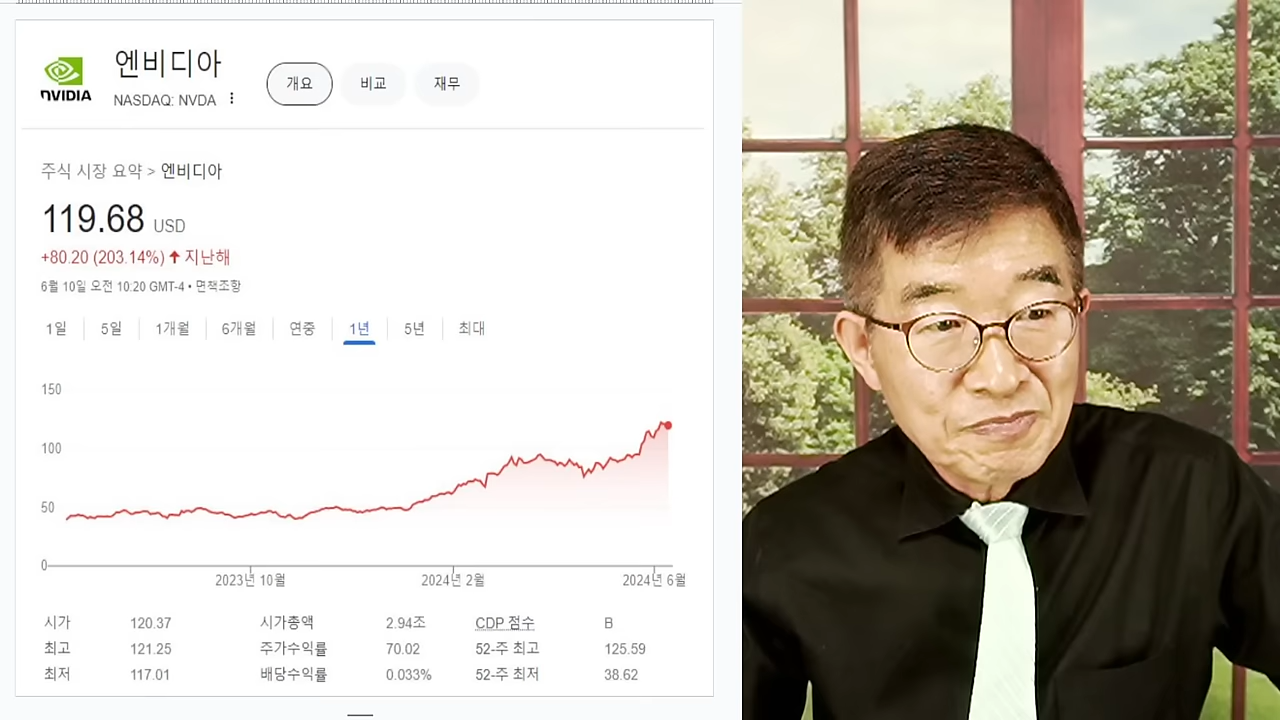 엔비디아
NVIDIA
NASDAQ: NVDA
개요 비교 재무
주식 시장 요약 > 엔비디아
119.68 USD
+80.20 (203.14%) ↑ 지난해
6월 10일 오전 10:20 GMT-4 • 면책조항
1일 5일 1개월 6개월 연중 1년 5년 최대
150
100
50
0
2023년 10월 2024년 2월 2024년 6월
시가 120.37 시가총액 2.94조 CDP 점수 B
최고 121.25 주가수익률 70.02 52-주 최고 125.59
최저 117.01 배당수익률 0.033% 52-주 최저 38.62